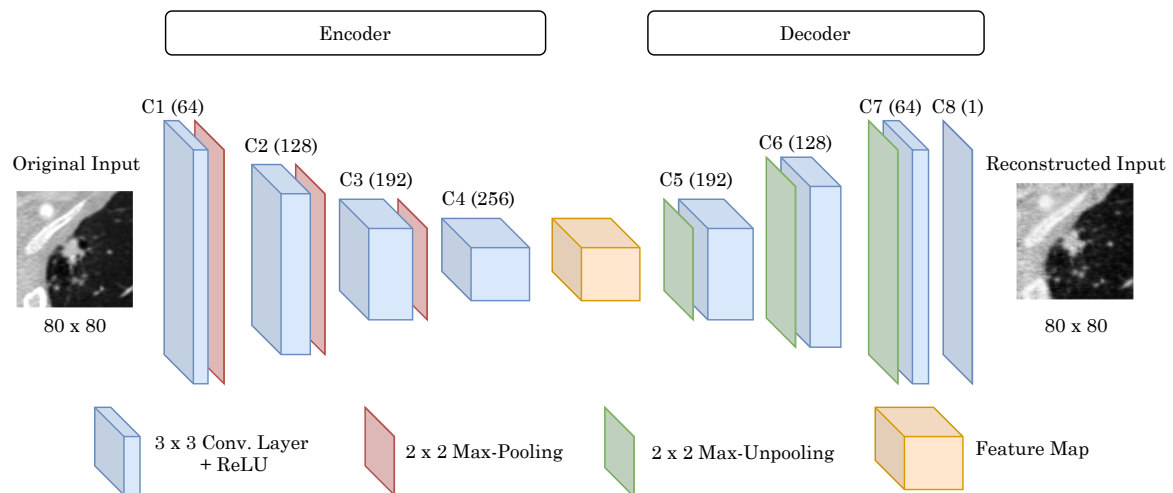 Encoder
Decoder
C1 (64)
C2 (128)
C3 (192)
C4 (256)
C5 (192)
C6 (128)
C7 (64)
C8 (1)
Original Input
80 x 80
Reconstructed Input
80 x 80
3 x 3 Conv. Layer
+ ReLU
2 x 2 Max-Pooling
2 x 2 Max-Unpooling
Feature Map